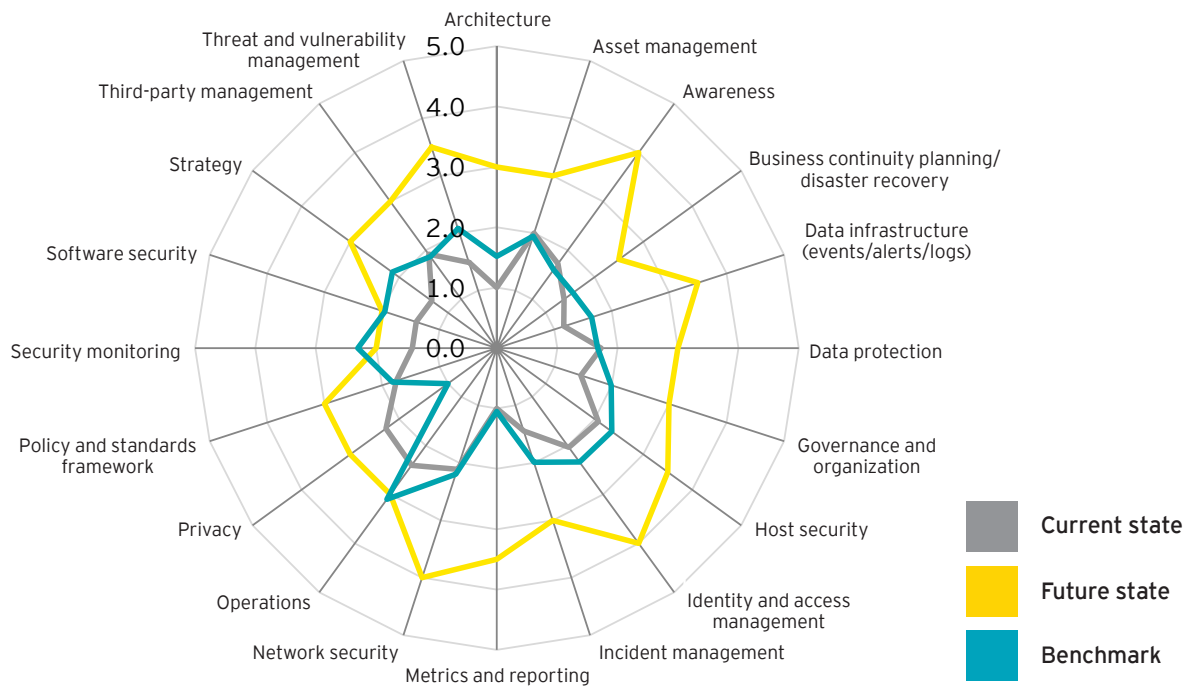 Architecture
Threat and vulnerability
management
5.0
Asset management
Third-party management
Awareness
4.0
Strategy
Business continuity planning/
disaster recovery
3.0
Software security
Data infrastructure
(events/alerts/logs)
2.0
1.0
Security monitoring
0.0
Data protection
Policy and standards
framework
Governance and
organization
Privacy
Host security
Operations
Identity and access
management
Network security
Incident management
Metrics and reporting
Current state
Future state
Benchmark